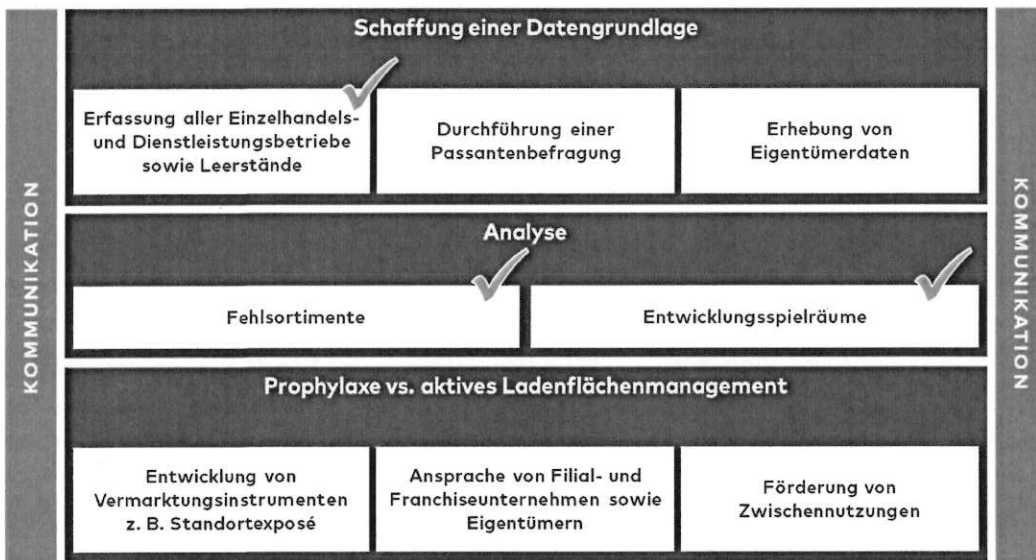 KOMMUNIKATION
Schaffung einer Datengrundlage
Erfassung aller Einzelhandels-
und Dienstleistungsbetriebe
sowie Leerstände
Durchführung einer
Passantenbefragung
Erhebung von
Eigentümerdaten
Analyse
Fehlsortimente
Entwicklungsspielräume
Prophylaxe vs. aktives Ladenflächenmanagement
Entwicklung von
Vermarktungsinstrumenten
z. B. Standortexposé
Ansprache von Filial- und
Franchiseunternehmen sowie
Eigentümern
Förderung von
Zwischennutzungen
KOMMUNIKATION